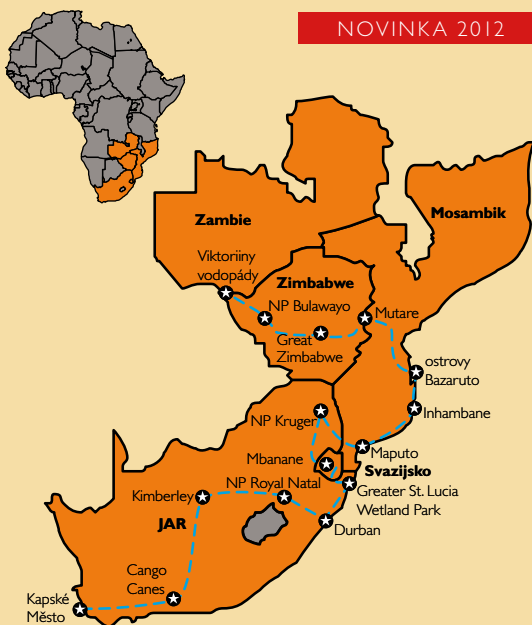 NOVINKA 2012
Zambie
Mosambik
Viktoriiny
vodopády
Zimbabwe
NP Bulawayo
Mutare
Great
Zimbabwe
ostrovy
Bazaruto
Inhambane
NP Kruger
Maputo
Mbanane
Svazijsko
NP Royal Natal
Greater St. Lucia
Wetland Park
Kimberley
JAR
Durban
Cango
Canes
Kapské
Město